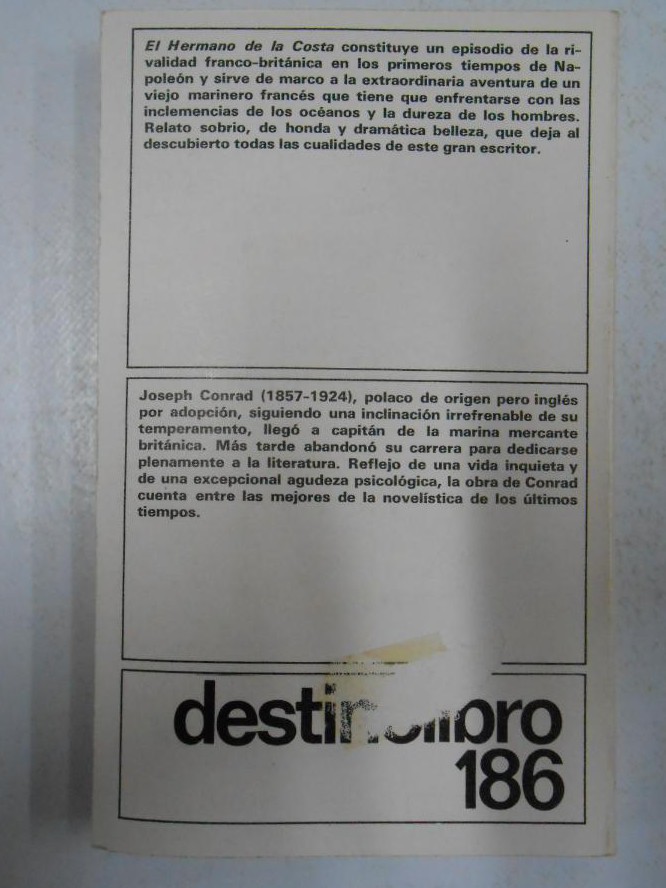 El Hermano de la Costa constituye un episodio de la ri-
validad franco-británica en los primeros tiempos de Na-
poleón y sirve de marco a la extraordinaria aventura de un
viejo marinero francés que tiene que enfrentarse con las
inclemencias de los océanos y la dureza de los hombres.
Relato sobrio, de honda y dramática belleza, que deja al
descubierto todas las cualidades de este gran escritor.
Joseph Conrad (1857-1924), polaco de origen pero inglés
por adopción, siguiendo una inclinación irrefrenable de su
temperamento, llegó a capitán de la marina mercante
británica. Más tarde abandonó su carrera para dedicarse
plenamente a la literatura. Reflejo de una vida inquieta y
de una excepcional agudeza psicológica, la obra de Conrad
cuenta entre las mejores de la novelística de los últimos
tiempos.
destinolibro
186